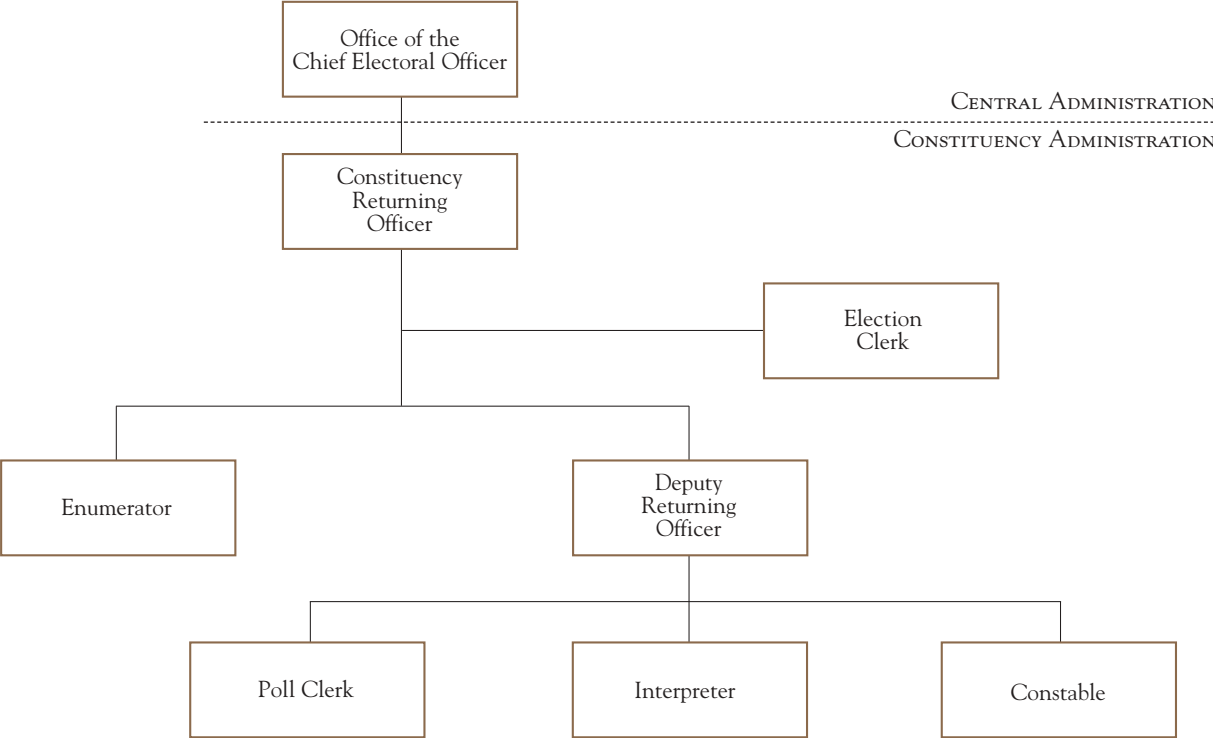 Office of the
Chief Electoral Officer
Central Administration
Constituency Administration
Constituency
Returning
Officer
Election
Clerk
Enumerator
Deputy
Returning
Officer
Poll Clerk
Interpreter
Constable